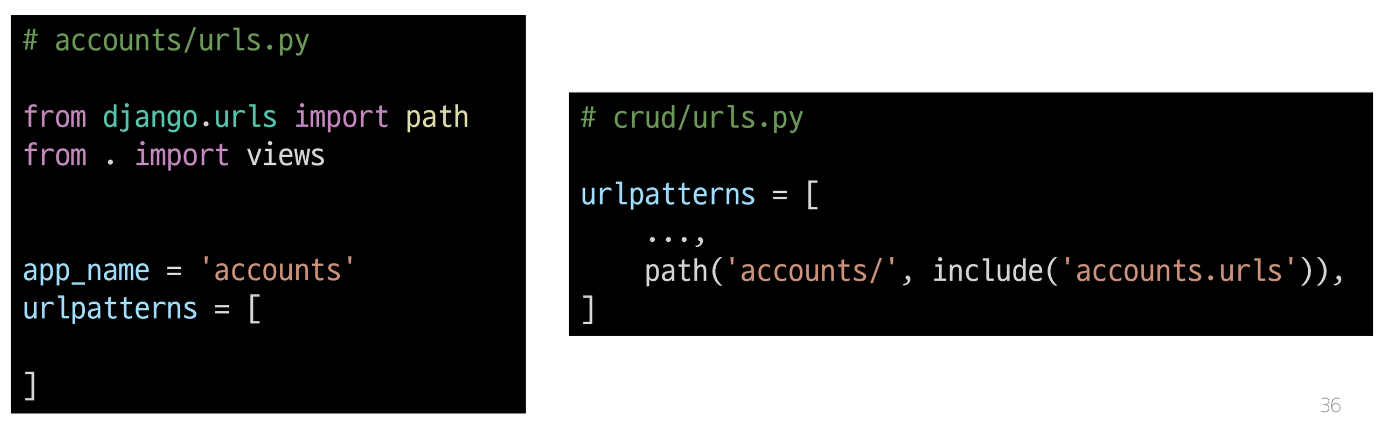 # accounts/urls.py
from django.urls import path
from . import views
app_name = 'accounts'
urlpatterns = [
]
# crud/urls.py
urlpatterns = [
    ...,
    path('accounts/', include('accounts.urls')),
]
36